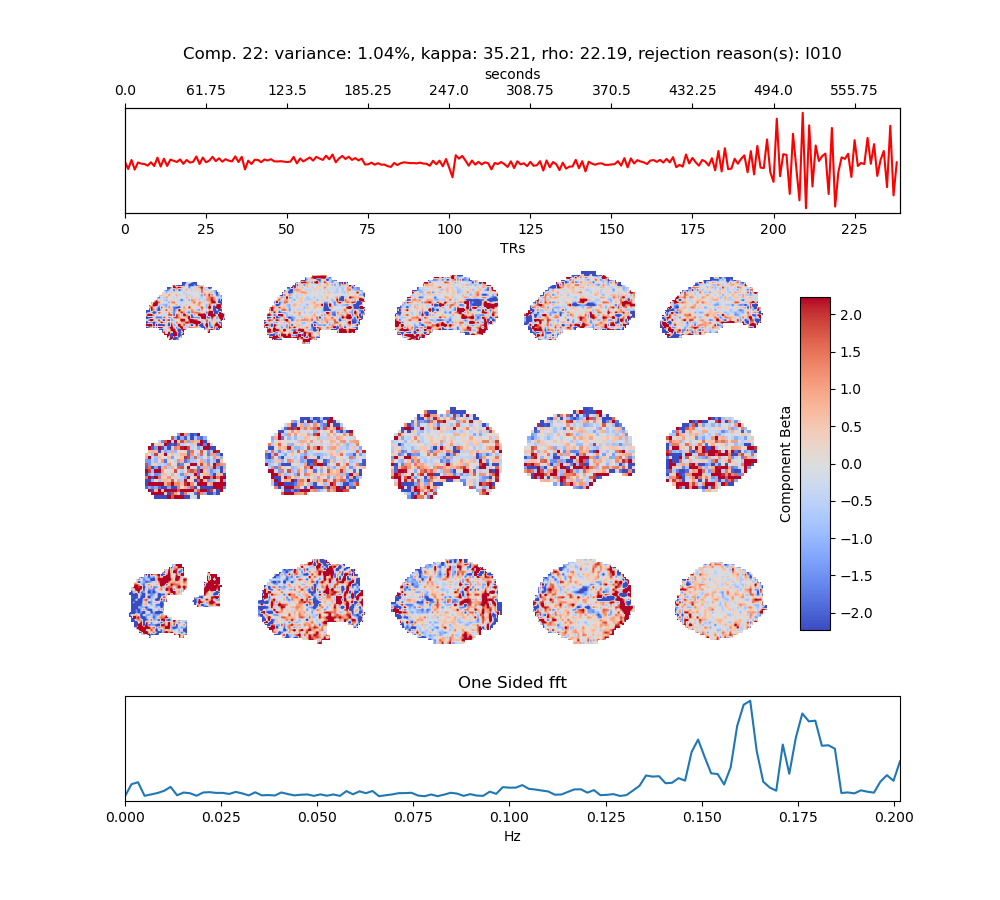 Comp. 22: variance: 1.04%, kappa: 35.21, rho: 22.19, rejection reason(s): I010
seconds
0.0 61.75 123.5 185.25 247.0 308.75 370.5 432.25 494.0 555.75
0 25 50 75 100 125 150 175 200 225
TRs
2.0
1.5
1.0
0.5
0.0
−0.5
−1.0
−1.5
−2.0
Component Beta
One Sided fft
0.000 0.025 0.050 0.075 0.100 0.125 0.150 0.175 0.200
Hz